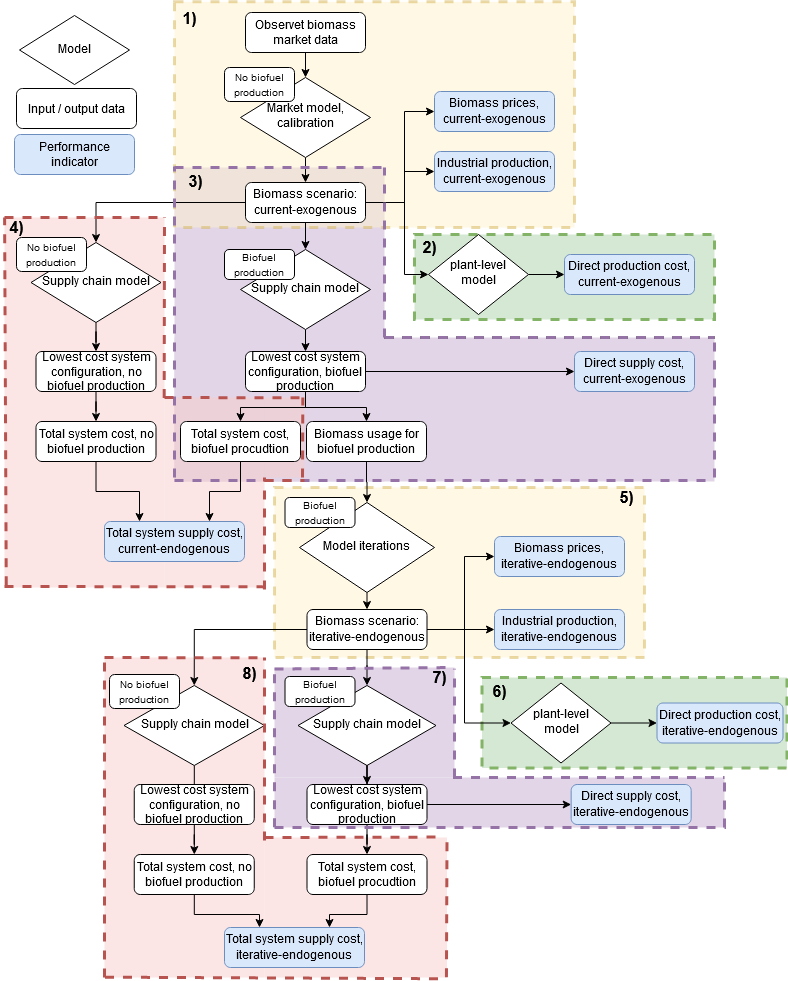 Model
Input / output data
Performance
indicator
1)
Observet biomass
market data
No biofuel
production
Market model,
calibration
Biomass prices,
current-exogenous
Industrial production,
current-exogenous
3)
Biomass scenario:
current-exogenous
2)
plant-level
model
Direct production cost,
current-exogenous
4)
No biofuel
production
Supply chain model
Biofuel
production
Supply chain model
Lowest cost system
configuration, no
biofuel production
Lowest cost system
configuration, biofuel
production
Direct supply cost,
current-exogenous
Total system cost, no
biofuel production
Total system cost,
biofuel procudtion
Biomass usage for
biofuel production
Total system supply cost,
current-endogenous
5)
Biofuel
production
Model iterations
Biomass prices,
iterative-endogenous
Biomass scenario:
iterative-endogenous
Industrial production,
iterative-endogenous
8)
No biofuel
production
Supply chain model
7)
Biofuel
production
Supply chain model
6)
plant-level
model
Direct production cost,
iterative-endogenous
Lowest cost system
configuration, no
biofuel production
Lowest cost system
configuration, biofuel
production
Direct supply cost,
iterative-endogenous
Total system cost, no
biofuel production
Total system cost,
biofuel procudtion
Total system supply cost,
iterative-endogenous